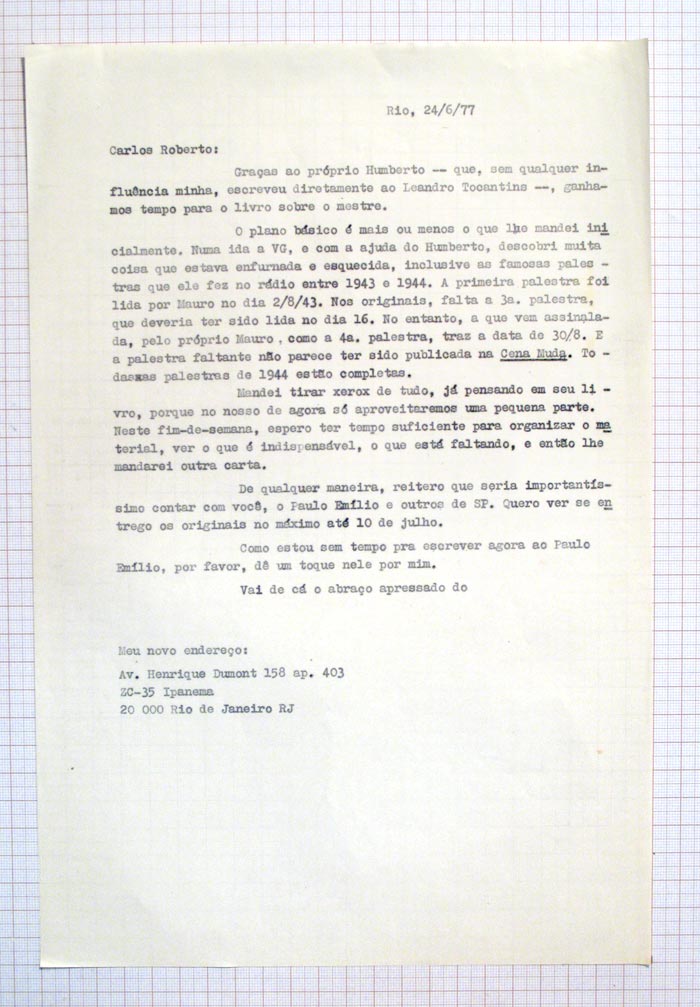 Rio, 24/6/77
Carlos Roberto:
Graças ao próprio Humberto -- que, sem qualquer in-
fluência minha, escreveu diretamente ao Leandro Tocantins --, ganha-
mos tempo para o livro sobre o mestre.
O plano básico é mais ou menos o que lhe mandei ini
cialmente. Numa ida a VG, e com a ajuda do Humberto, descobri muita
coisa que estava enfurnada e esquecida, inclusive as famosas pales -
tras que ele fez no rádio entre 1943 e 1944. A primeira palestra foi
lida por Mauro no dia 2/8/43. Nos originais, falta a 3a. palestra,
que deveria ter sido lida no dia 16. No entanto, a que vem assinala-
da, pelo próprio Mauro, como a 4a. palestra, traz a data de 30/8. E
a palestra faltante não parece ter sido publicada na Cena Muda. To -
dasxas palestras de 1944 estão completas.
Mandei tirar xerox de tudo, já pensando em seu li -
vro, porque no nosso de agora só aproveitaremos uma pequena parte.
Neste fim-de-semana, espero ter tempo suficiente para organizar o ma
terial, ver o que é indispensável, o que está faltando, e então lhe
mandarei outra carta.
De qualquer maneira, reitero que seria importantís-
simo contar com você, o Paulo Emílio e outros de SP. Quero ver se en
trego os originais no máximo até 10 de julho.
Como estou sem tempo pra escrever agora ao Paulo
Emílio, por favor, dê um toque nele por mim.
Vai de cá o abraço apressado do
Meu novo endereço:
Av. Henrique Dumont 158 ap. 403
ZC-35 Ipanema
20 000 Rio de Janeiro RJ